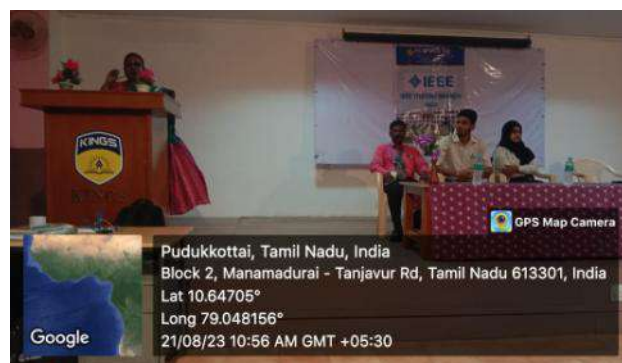 IEEE
KINGS
KINGS
GPS Map Camera
Pudukkottai, Tamil Nadu, India
Block 2, Manamadurai - Tanjavur Rd, Tamil Nadu 613301, India
Lat 10.64705°
Long 79.048156°
21/08/23 10:56 AM GMT +05:30
Google